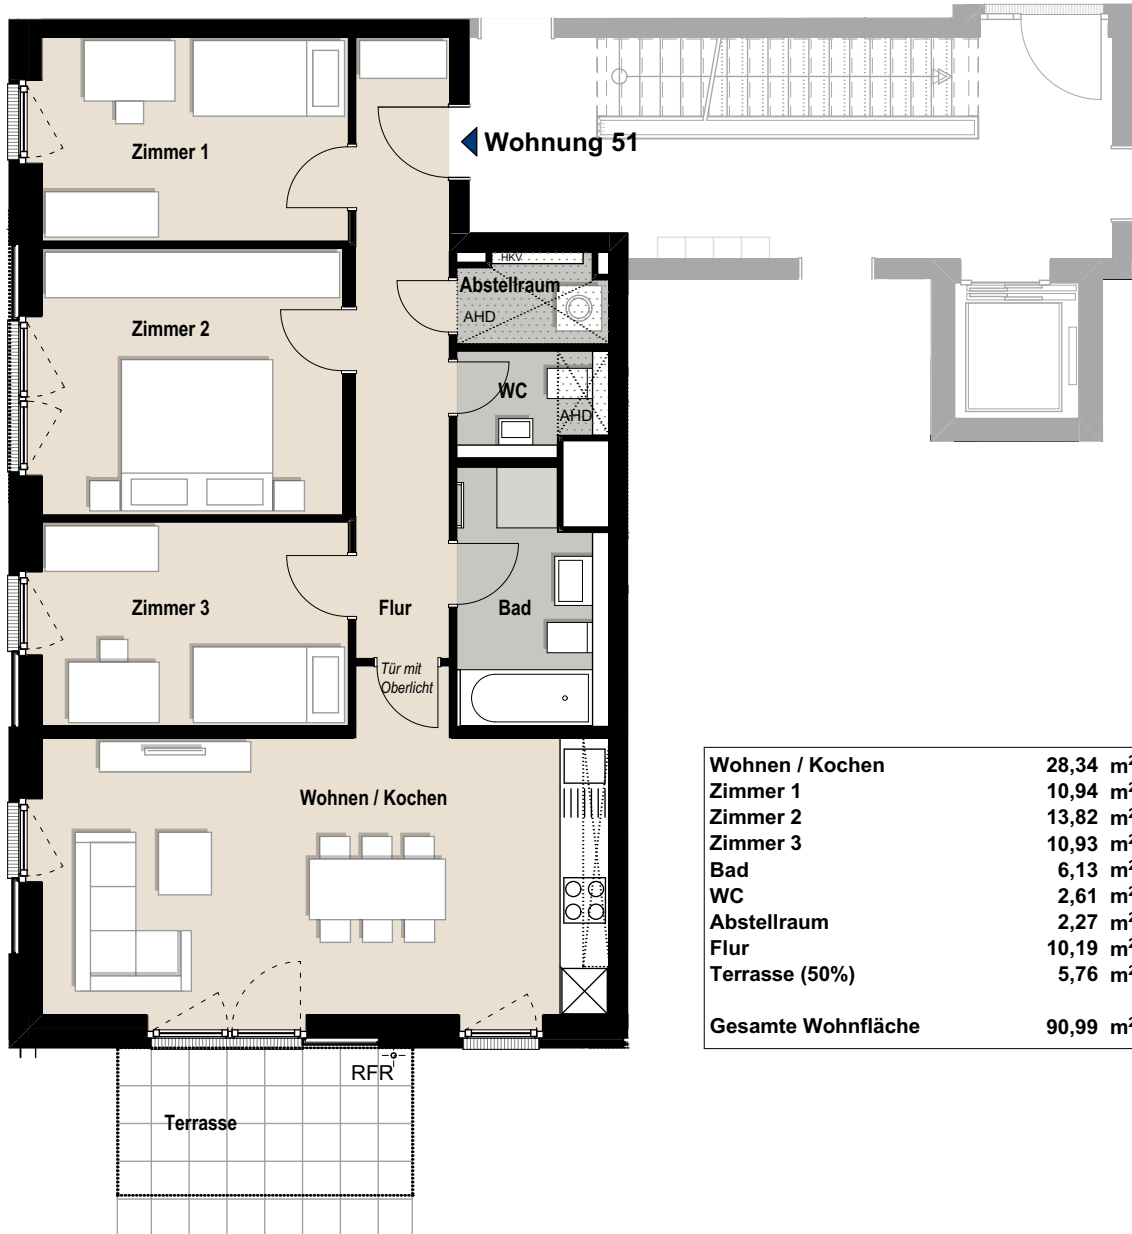 Zimmer 1
Wohnung 51
HKV
Abstellraum
AHD
Zimmer 2
WC
AHD
Zimmer 3
Flur
Bad
Tür mit
Oberlicht
Wohnen / Kochen
Wohnen / Kochen 28,34 m²
Zimmer 1 10,94 m²
Zimmer 2 13,82 m²
Zimmer 3 10,93 m²
Bad 6,13 m²
WC 2,61 m²
Abstellraum 2,27 m²
Flur 10,19 m²
Terrasse (50%) 5,76 m²
Gesamte Wohnfläche 90,99 m²
RFR
Terrasse